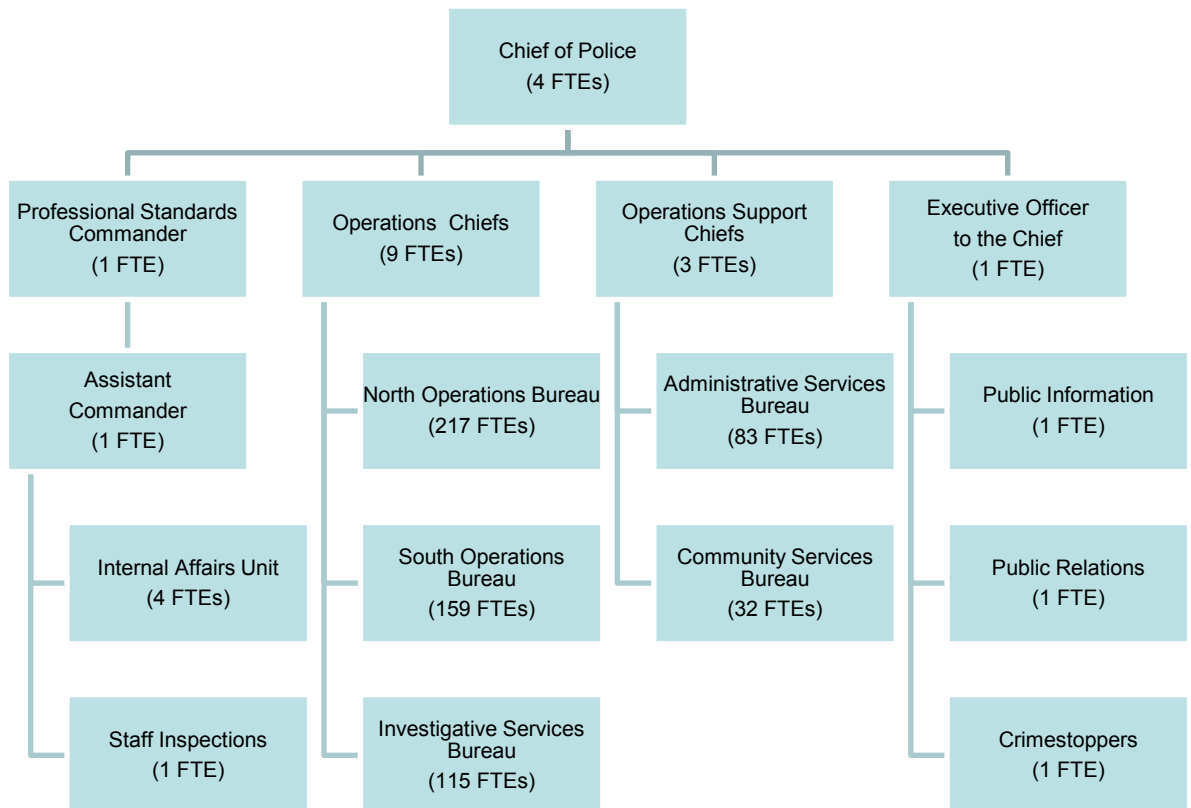 Chief of Police
(4 FTEs)
Professional Standards
Commander
(1 FTE)
Operations Chiefs
(9 FTEs)
Operations Support
Chiefs
(3 FTEs)
Executive Officer
to the Chief
(1 FTE)
Assistant
Commander
(1 FTE)
North Operations Bureau
(217 FTEs)
Administrative Services
Bureau
(83 FTEs)
Public Information
(1 FTE)
Internal Affairs Unit
(4 FTEs)
South Operations
Bureau
(159 FTEs)
Community Services
Bureau
(32 FTEs)
Public Relations
(1 FTE)
Staff Inspections
(1 FTE)
Investigative Services
Bureau
(115 FTEs)
Crimestoppers
(1 FTE)